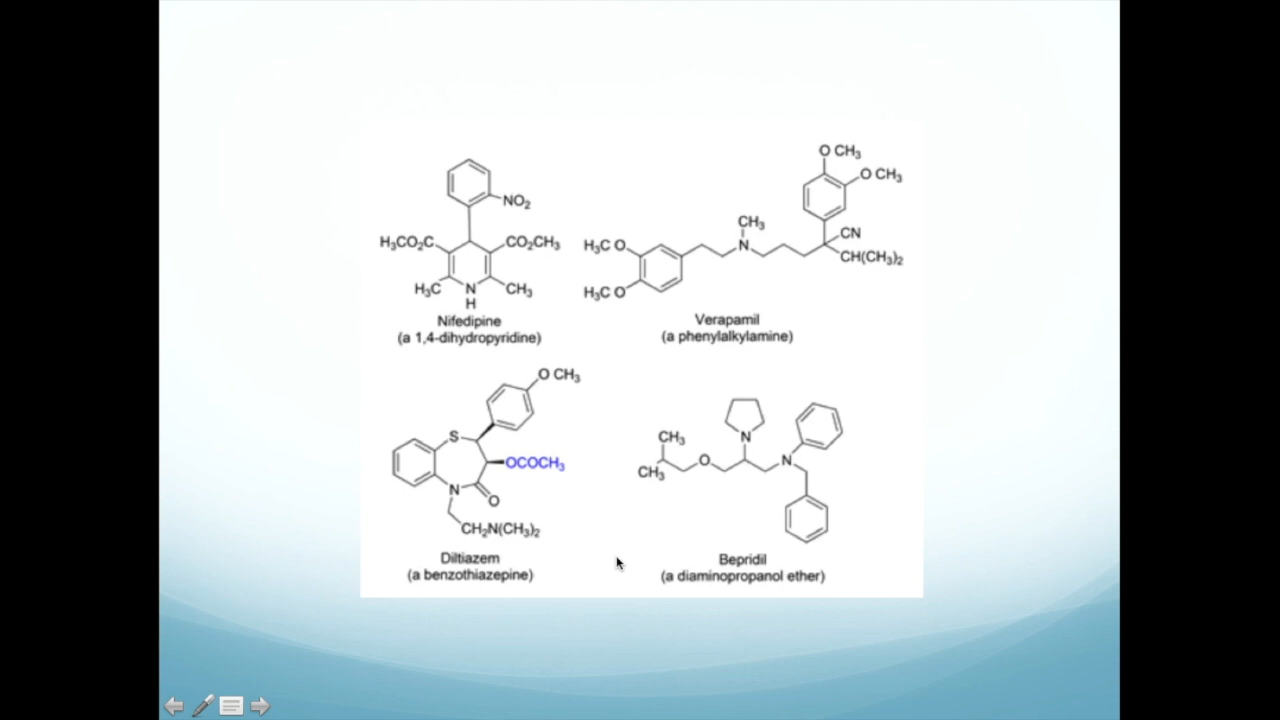 NO₂
H₃CO₂C
CO₂CH₃
H₃C
N
H
CH₃
Nifedipine
(a 1,4-dihydropyridine)
O CH₃
O CH₃
CH₃
H₃C O
N
CN
CH(CH₃)₂
H₃C O
Verapamil
(a phenylalkylamine)
O CH₃
S
OCOCH₃
N
O
CH₂N(CH₃)₂
Diltiazem
(a benzothiazepine)
CH₃
N
CH₃
O
N
Bepridil
(a diaminopropanol ether)